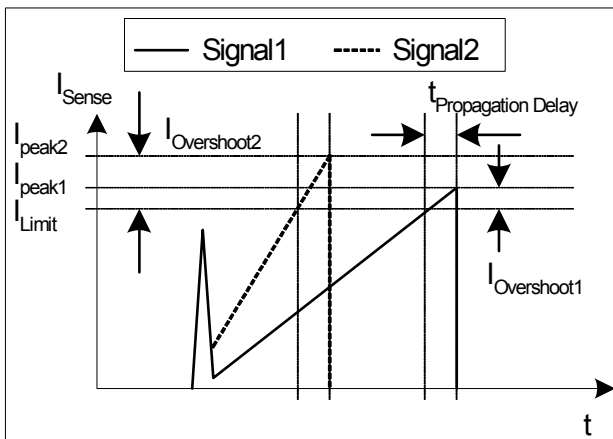 Signal1 Signal2
I_Sense
t_Propagation Delay
I_Overshoot2
I_peak2
I_peak1
I_Limit
I_Overshoot1
t